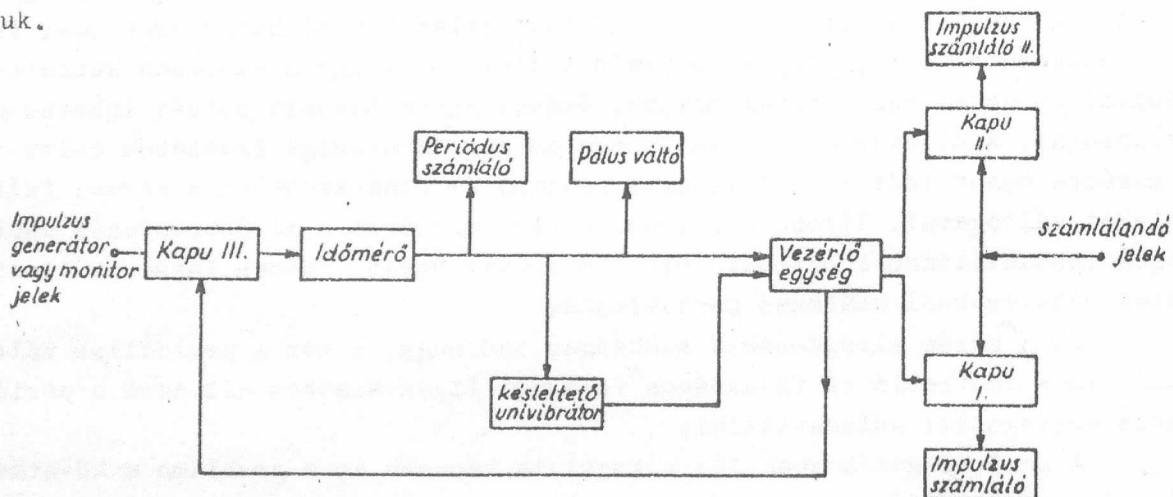 uk.
Impulzus
számláló II.
Kapu
II.
Periódus
számláló
Pólus váltó
Impulzus
generátor
vagy monitor
jelek
Kapu III.
Időmérő
Vezérlő
egység
Számlálandó
jelek
késleltető
univibrátor
Kapu
I.
Impulzus
számláló